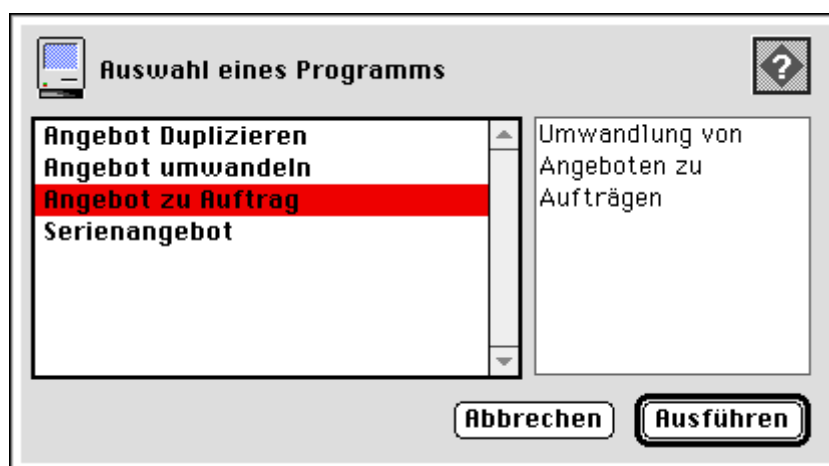 Auswahl eines Programms
?
Angebot Duplizieren
Angebot umwandeln
Angebot zu Auftrag
Serienangebot
Umwandlung von
Angeboten zu
Aufträgen
Abbrechen
Ausführen